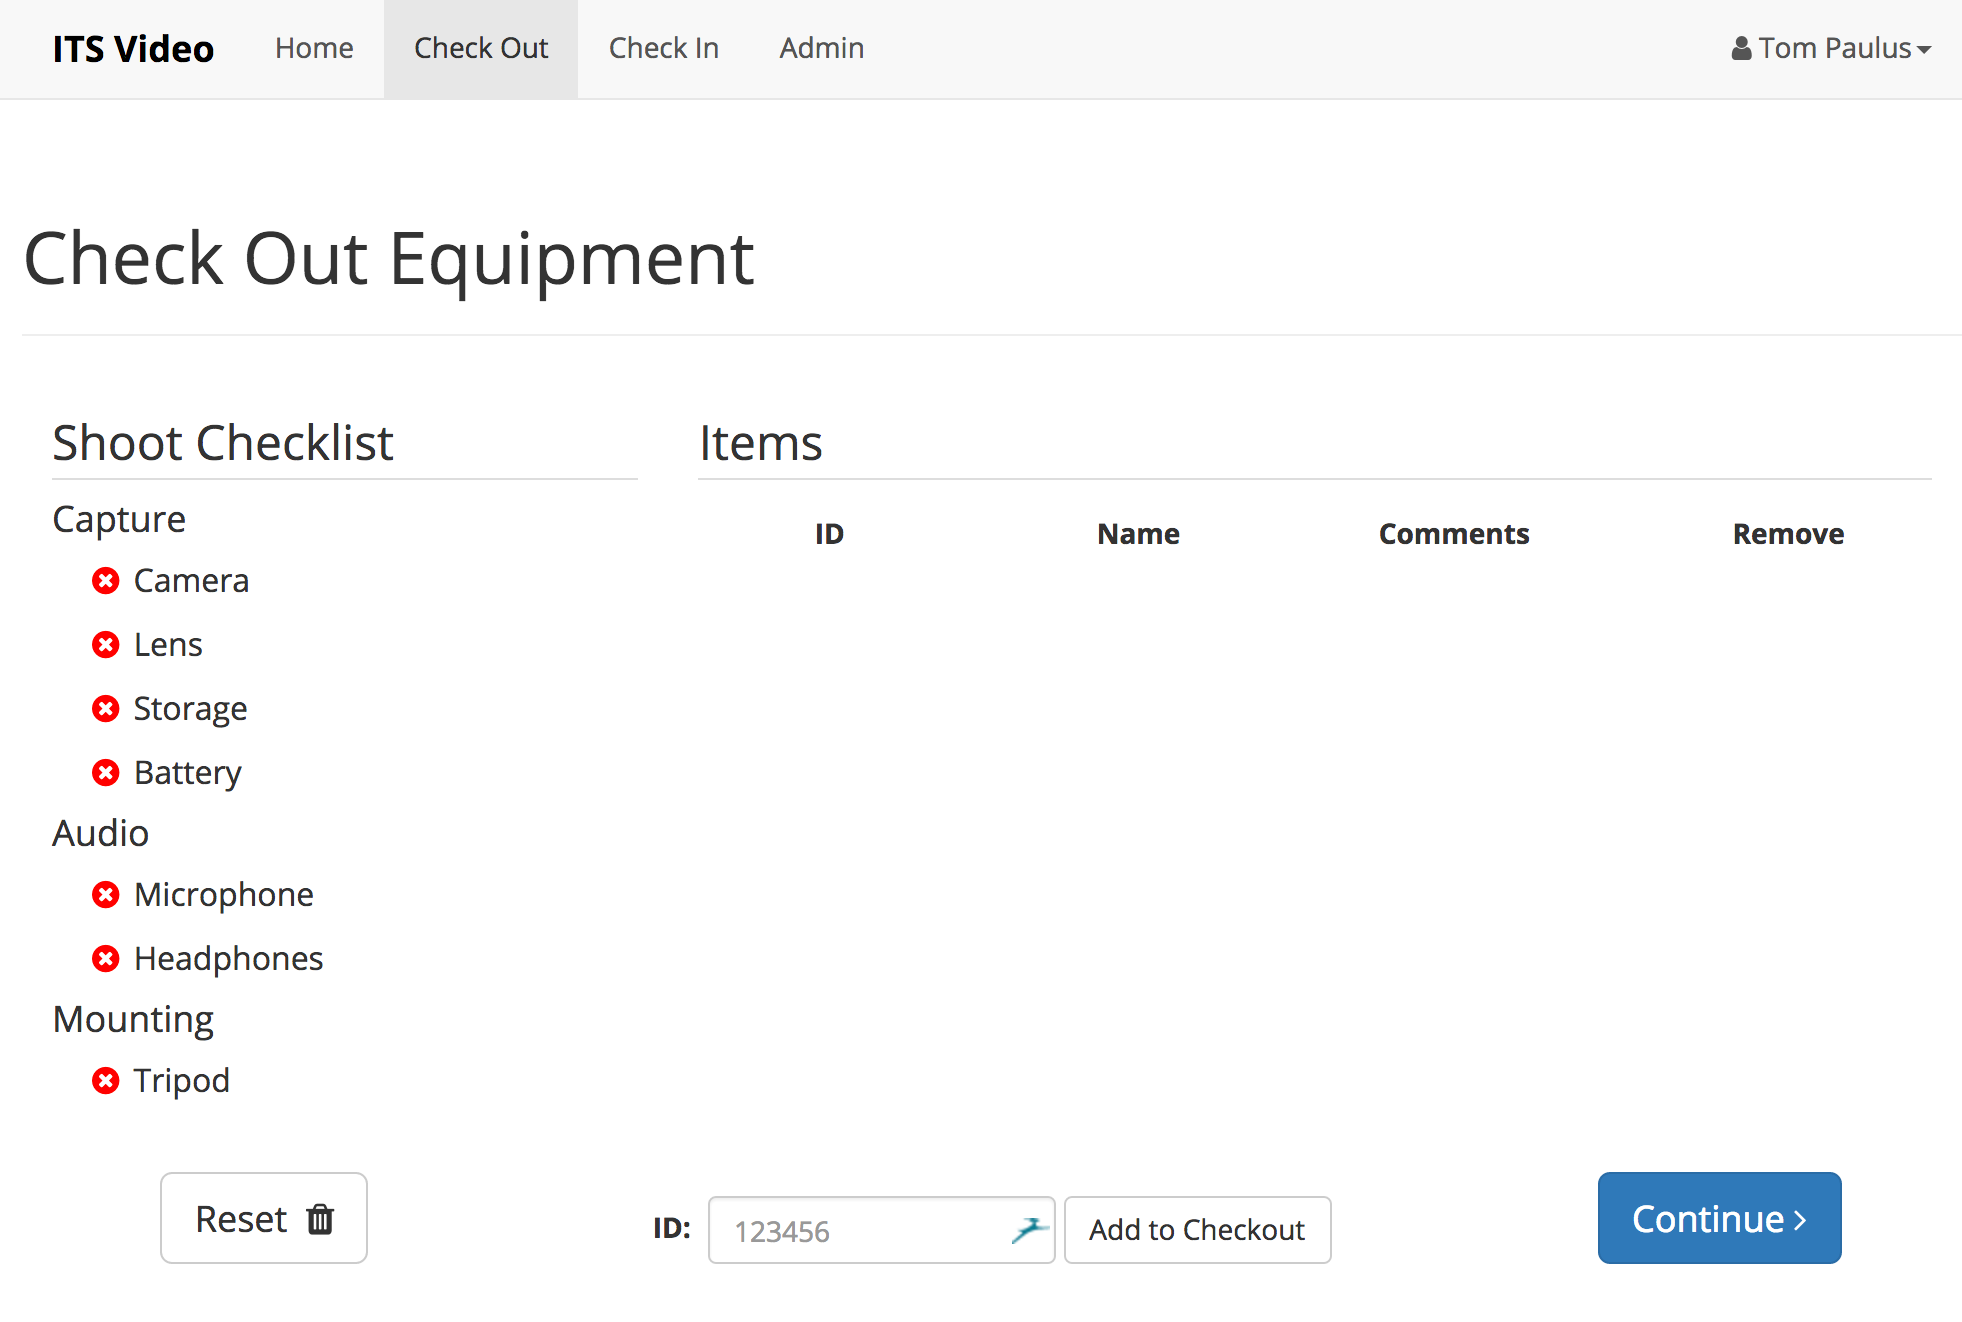 ITS Video Home Check Out Check In Admin Tom Paulus
Check Out Equipment
Shoot Checklist
Capture
Camera
Lens
Storage
Battery
Audio
Microphone
Headphones
Mounting
Tripod
Items
ID Name Comments Remove
Reset
ID: 123456 Add to Checkout
Continue